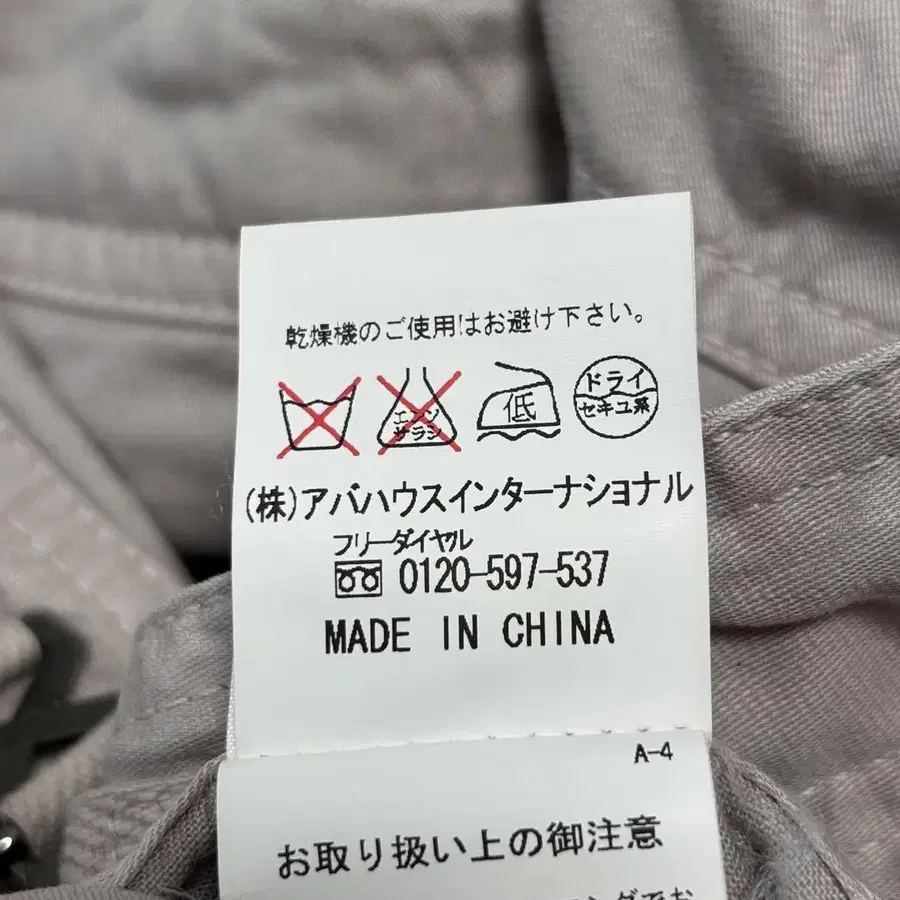 乾燥機のご使用はお避け下さい。
エンソ
サラシ
低
ドライ
セキユ系
(株)アバハウスインターナショナル
フリーダイヤル
0120-597-537
MADE IN CHINA
A-4
お取り扱い上の御注意